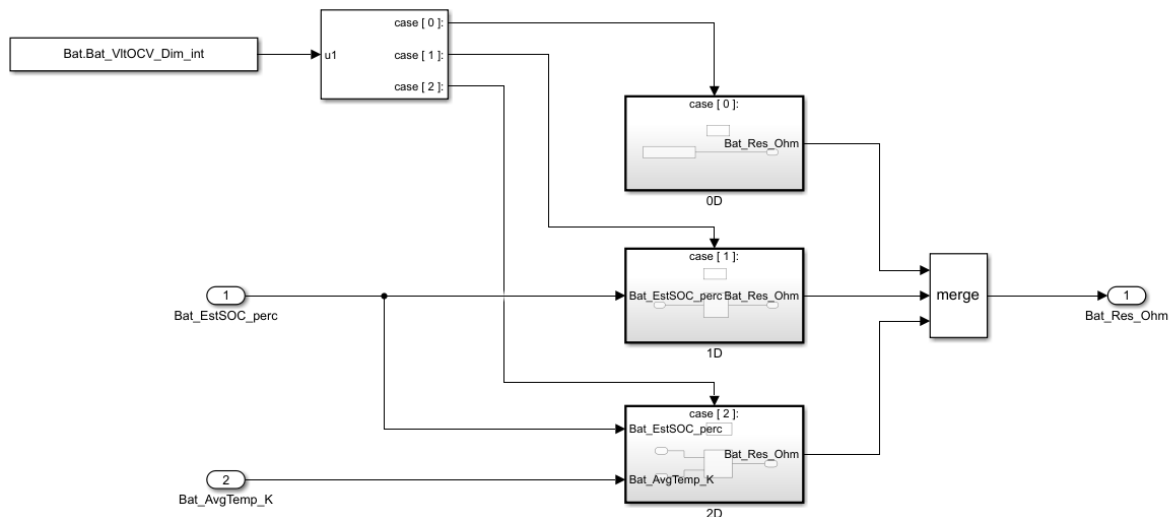 case [ 0 ]:
Bat.Bat_VltOCV_Dim_int
u1
case [ 1 ]:
case [ 2 ]:
case [ 0 ]:
Bat_Res_Ohm
0D
case [ 1 ]:
1
Bat_EstSOC_perc
Bat_EstSOC_perc
Bat_Res_Ohm
1D
merge
1
Bat_Res_Ohm
case [ 2 ]:
Bat_EstSOC_perc
Bat_Res_Ohm
2
Bat_AvgTemp_K
Bat_AvgTemp_K
2D